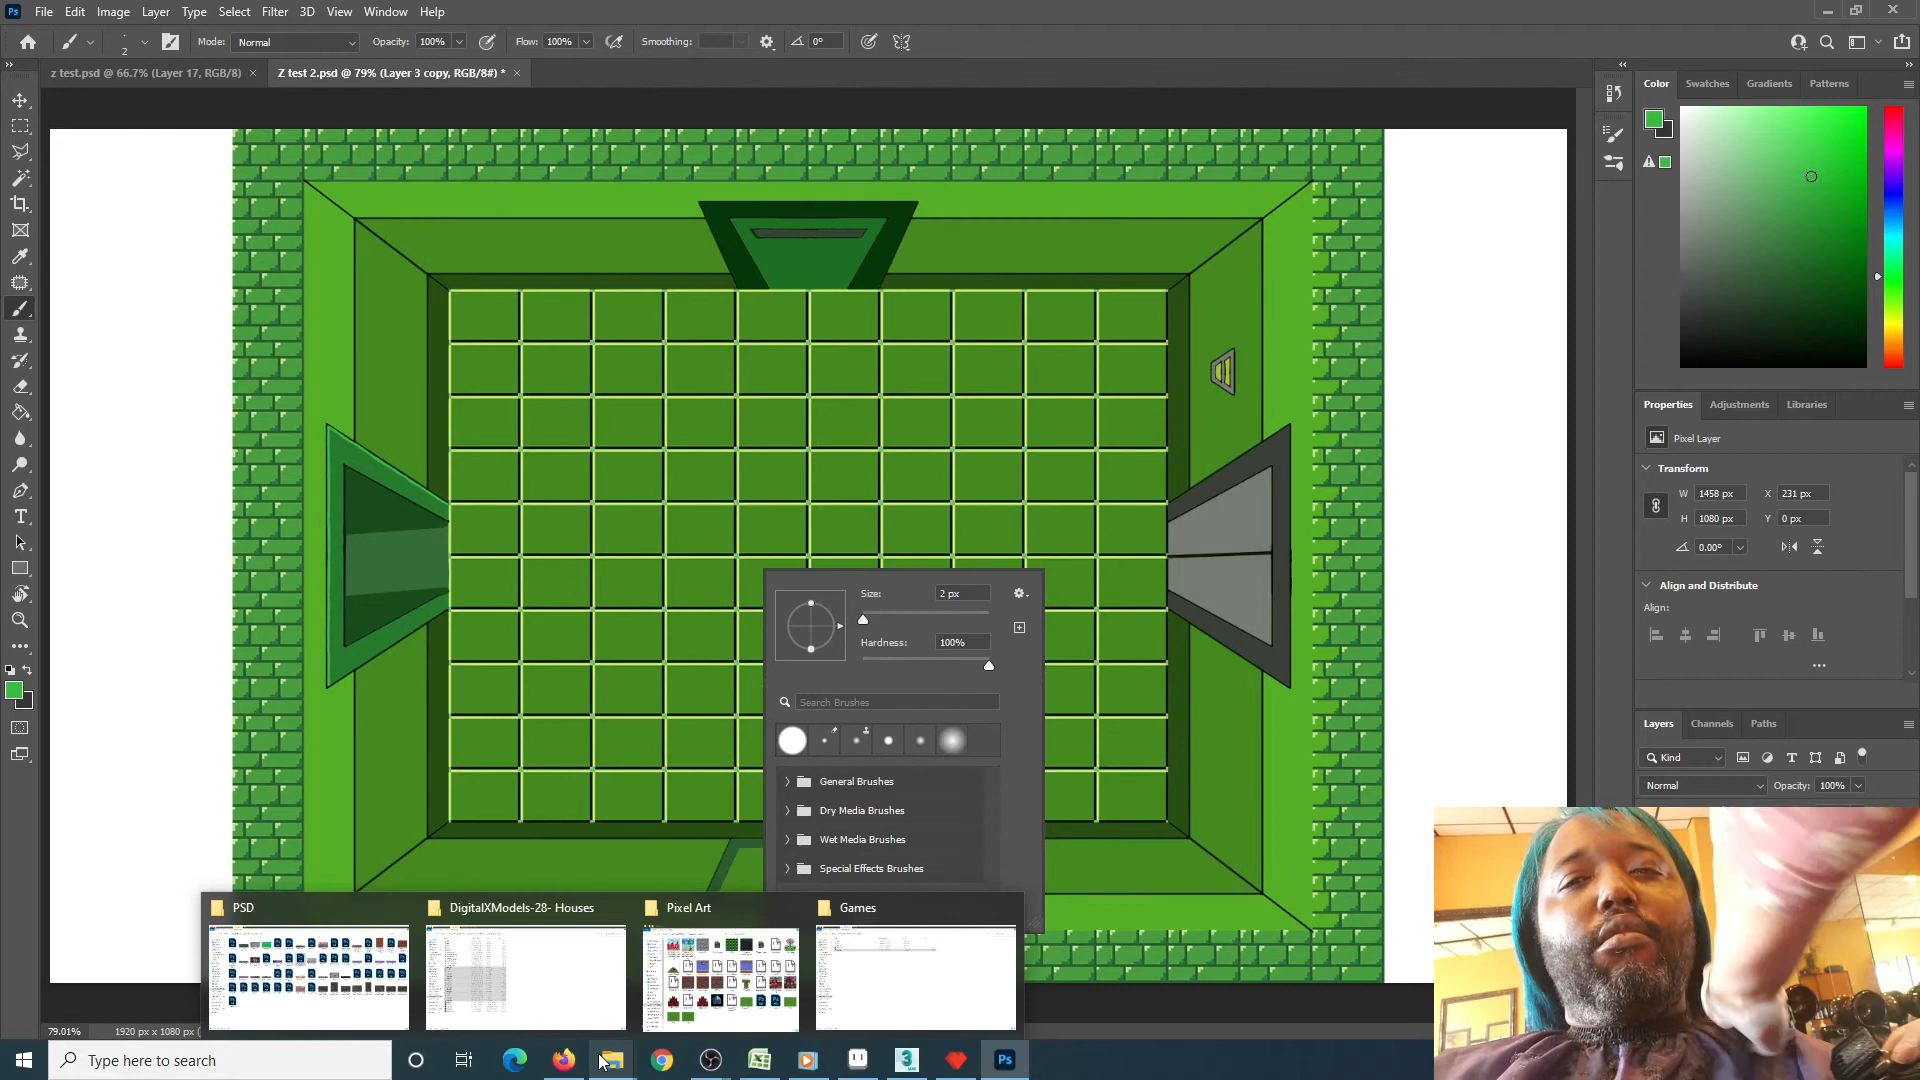 Ps File Edit Image Layer Type Select Filter 3D View Window Help
2 Mode: Normal Opacity: 100% Flow: 100% Smoothing: 0°
z test.psd @ 66.7% (Layer 17, RGB/8) × Z test 2.psd @ 79% (Layer 3 copy, RGB/8#) * ×
Color Swatches Gradients Patterns
Properties Adjustments Libraries
Pixel Layer
Transform
W 1458 px X 231 px
H 1080 px Y 0 px
0.00°
Align and Distribute
Align:
Size: 2 px
Hardness: 100%
Search Brushes
General Brushes
Dry Media Brushes
Wet Media Brushes
Special Effects Brushes
Layers Channels Paths
Kind
Normal Opacity: 100%
PSD DigitalXModels-28- Houses Pixel Art Games
79.01% 1920 px x 1080 px (
Type here to search
Ps